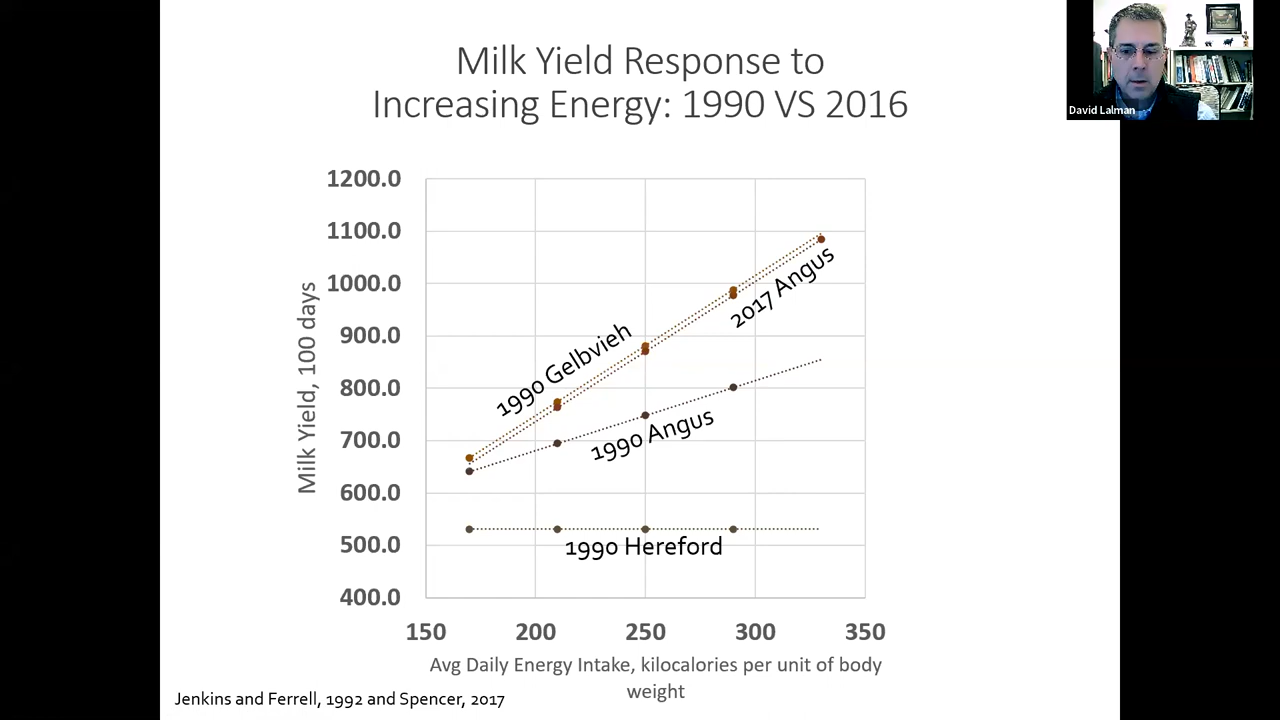 Milk Yield Response to
Increasing Energy: 1990 VS 2016
David Lalman
1200.0
1100.0
1000.0
900.0
800.0
700.0
600.0
500.0
400.0
Milk Yield, 100 days
1990 Gelbvieh
2017 Angus
1990 Angus
1990 Hereford
150 200 250 300 350
Avg Daily Energy Intake, kilocalories per unit of body
weight
Jenkins and Ferrell, 1992 and Spencer, 2017